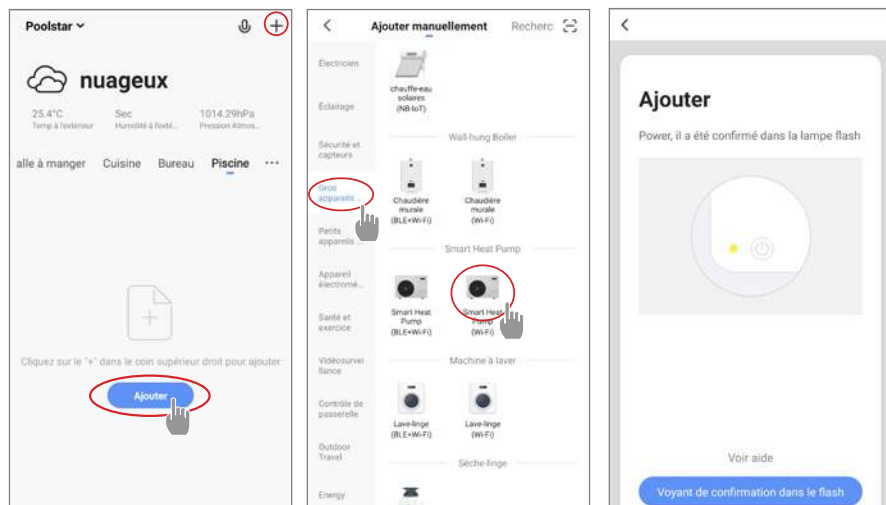 Poolstar
nuageux
25.4°C
Sec
1014.29hPa
Temp à l'extérieur
Humidité à l'exté...
Pression Atmos...
alle à manger
Cuisine
Bureau
Piscine
Cliquez sur le "+" dans le coin supérieur droit pour ajouter
Ajouter
Ajouter manuellement
Recherc
Électricien
Éclairage
Sécurité et
capteurs
Gros
appareils ...
Petits
appareils ...
Appareil
électromé...
Santé et
exercice
Vidéosurvei
llance
Contrôle de
passerelle
Outdoor
Travel
Energy
chauffe-eau
solaires
(NB-IoT)
Wall-hung Boiler
Chaudière
murale
(BLE+Wi-Fi)
Chaudière
murale
(Wi-Fi)
Smart Heat Pump
Smart Heat
Pump
(BLE+Wi-Fi)
Smart Heat
Pump
(Wi-Fi)
Machine à laver
Lave-linge
(BLE+Wi-Fi)
Lave-linge
(Wi-Fi)
Sèche-linge
Ajouter
Power, il a été confirmé dans la lampe flash
Voir aide
Voyant de confirmation dans le flash